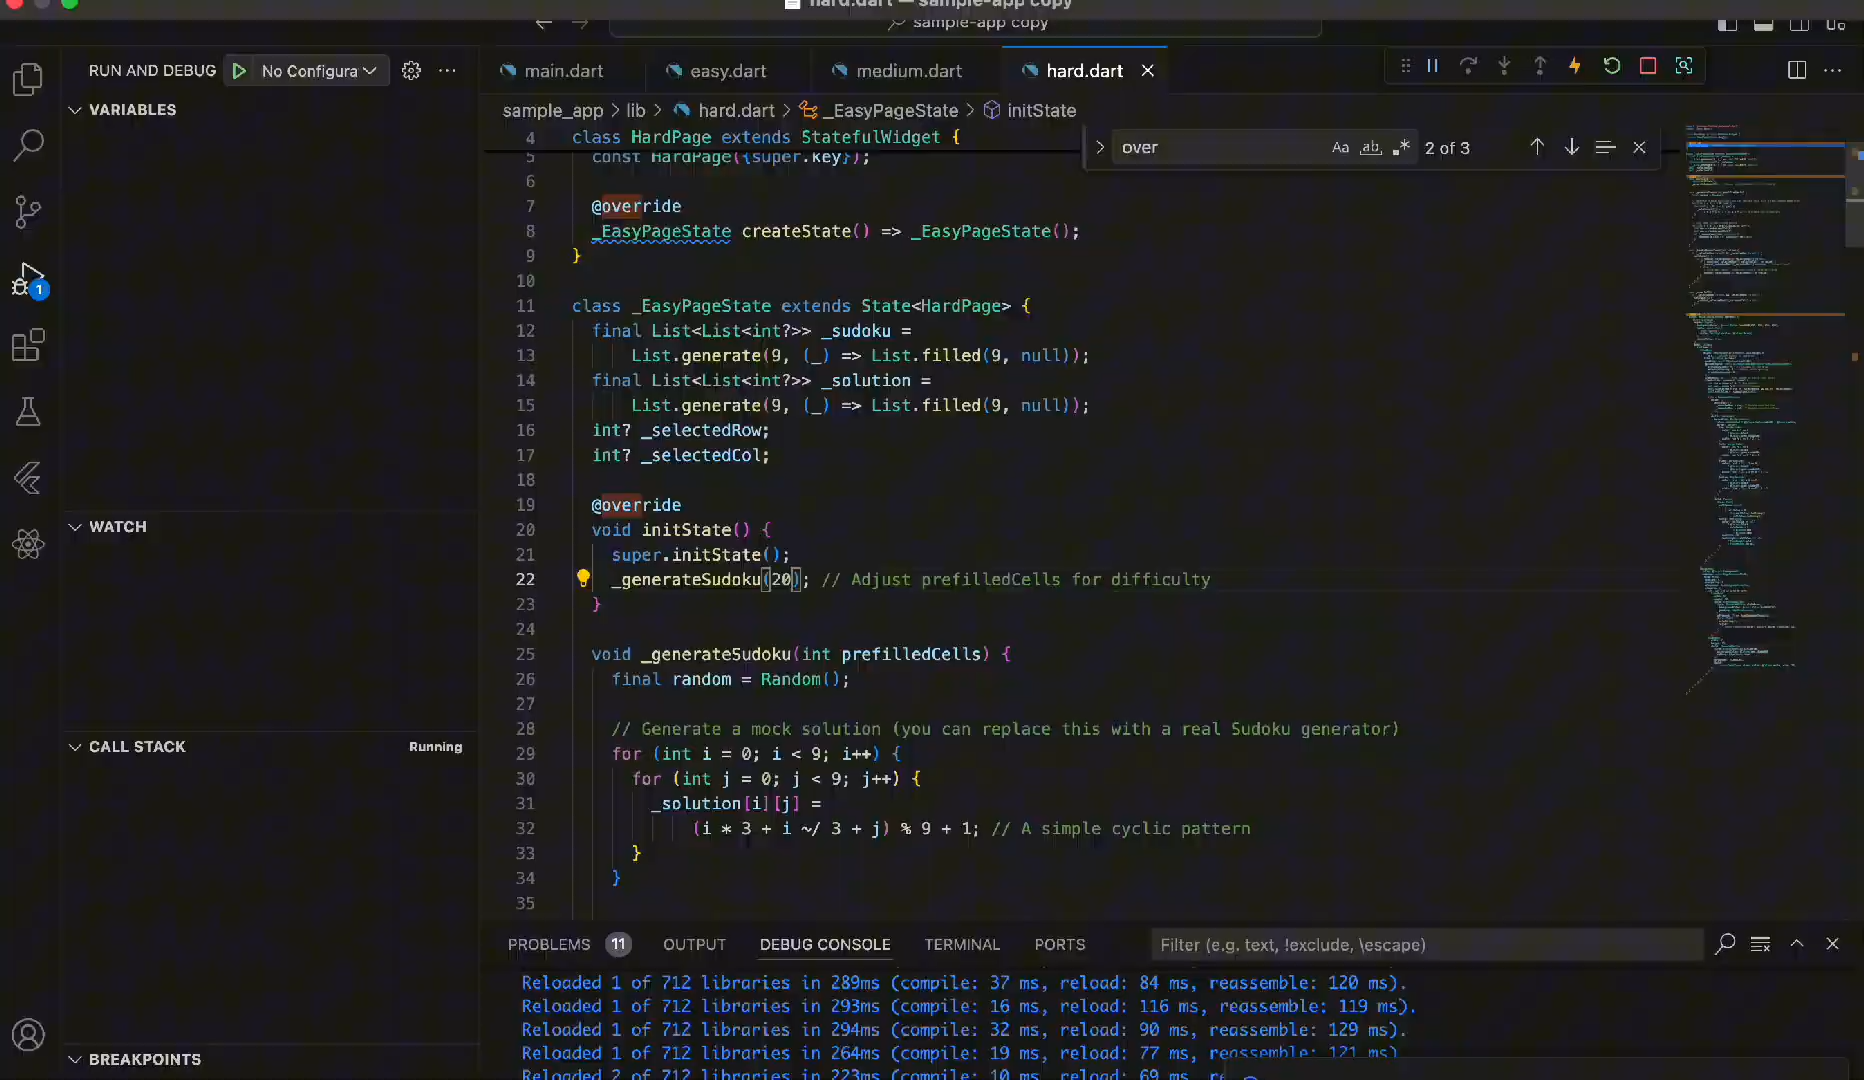 hard.dart — sample-app copy
sample-app copy
RUN AND DEBUG
No Configura
main.dart
easy.dart
medium.dart
hard.dart
VARIABLES
sample_app > lib > hard.dart > _EasyPageState > initState
over
Aa
ab
.*
2 of 3
4 class HardPage extends StatefulWidget {
5 const HardPage({super.key});
6
7 @override
8 _EasyPageState createState() => _EasyPageState();
9 }
10
11 class _EasyPageState extends State<HardPage> {
12 final List<List<int?>> _sudoku =
13 List.generate(9, (_) => List.filled(9, null));
14 final List<List<int?>> _solution =
15 List.generate(9, (_) => List.filled(9, null));
16 int? _selectedRow;
17 int? _selectedCol;
18
19 @override
20 void initState() {
21 super.initState();
22 _generateSudoku(20); // Adjust prefilledCells for difficulty
23 }
24
25 void _generateSudoku(int prefilledCells) {
26 final random = Random();
27
28 // Generate a mock solution (you can replace this with a real Sudoku generator)
29 for (int i = 0; i < 9; i++) {
30 for (int j = 0; j < 9; j++) {
31 _solution[i][j] =
32 (i * 3 + i ~/ 3 + j) % 9 + 1; // A simple cyclic pattern
33 }
34 }
35
1
WATCH
CALL STACK
Running
BREAKPOINTS
PROBLEMS 11 OUTPUT DEBUG CONSOLE TERMINAL PORTS
Filter (e.g. text, !exclude, \escape)
Reloaded 1 of 712 libraries in 289ms (compile: 37 ms, reload: 84 ms, reassemble: 120 ms).
Reloaded 1 of 712 libraries in 293ms (compile: 16 ms, reload: 116 ms, reassemble: 119 ms).
Reloaded 1 of 712 libraries in 294ms (compile: 32 ms, reload: 90 ms, reassemble: 129 ms).
Reloaded 1 of 712 libraries in 264ms (compile: 19 ms, reload: 77 ms, reassemble: 121 ms)
Reloaded 2 of 712 libraries in 223ms (compile: 10 ms, reload: 69 ms, re